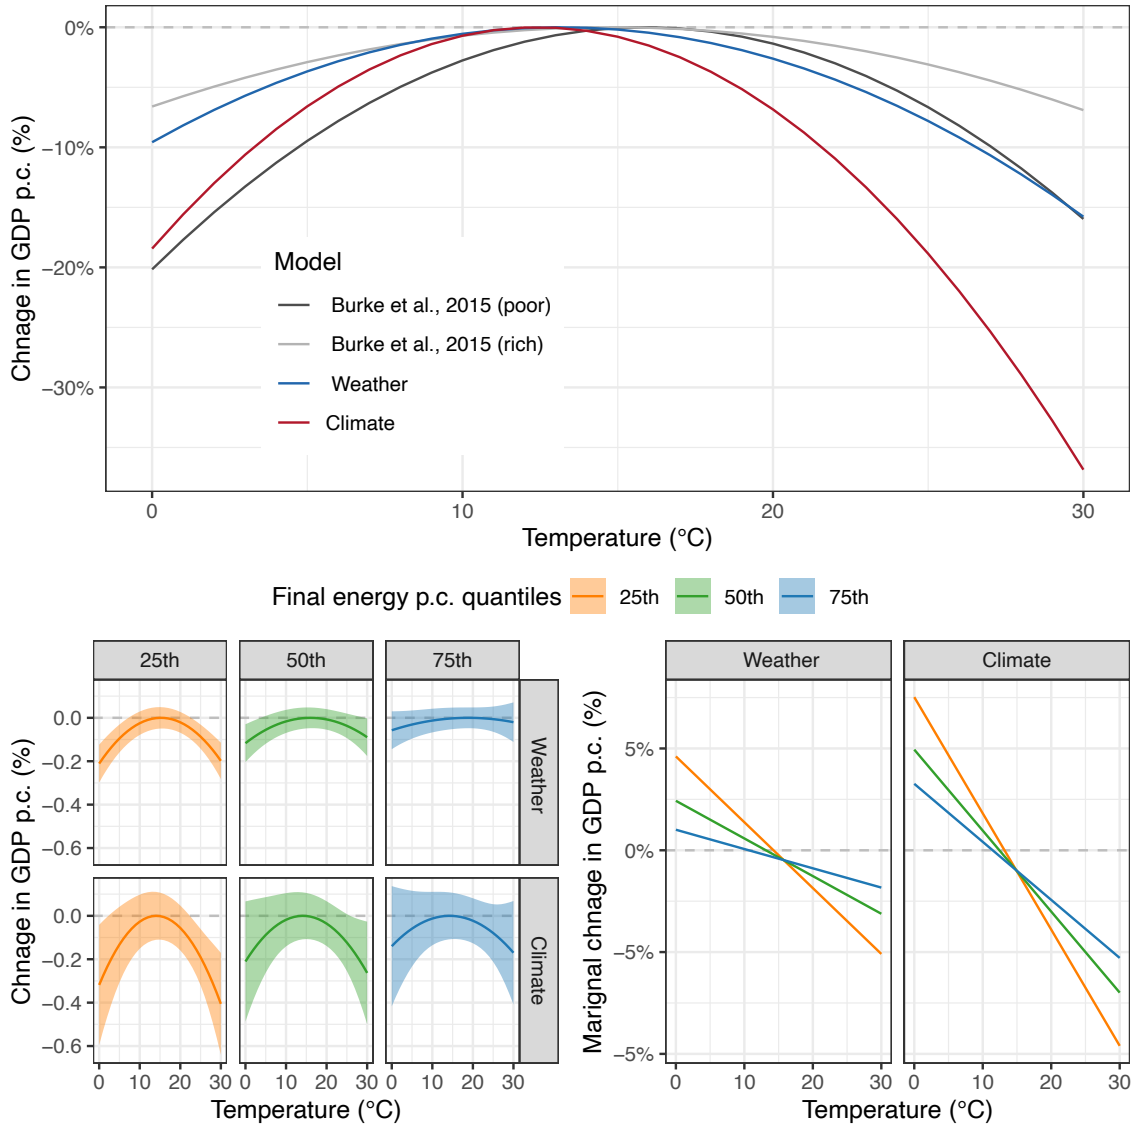 Chnage in GDP p.c. (%)
0%
−10%
−20%
−30%
Model
Burke et al., 2015 (poor)
Burke et al., 2015 (rich)
Weather
Climate
0 10 20 30
Temperature (°C)
Final energy p.c. quantiles 25th 50th 75th
25th 50th 75th
Chnage in GDP p.c. (%)
0.0
−0.2
−0.4
−0.6
Weather
0.0
−0.2
−0.4
−0.6
Climate
0 10 20 30 0 10 20 30 0 10 20 30
Temperature (°C)
Weather Climate
Marignal chnage in GDP p.c. (%)
5%
0%
−5%
−5%
0 10 20 30 0 10 20 30
Temperature (°C)